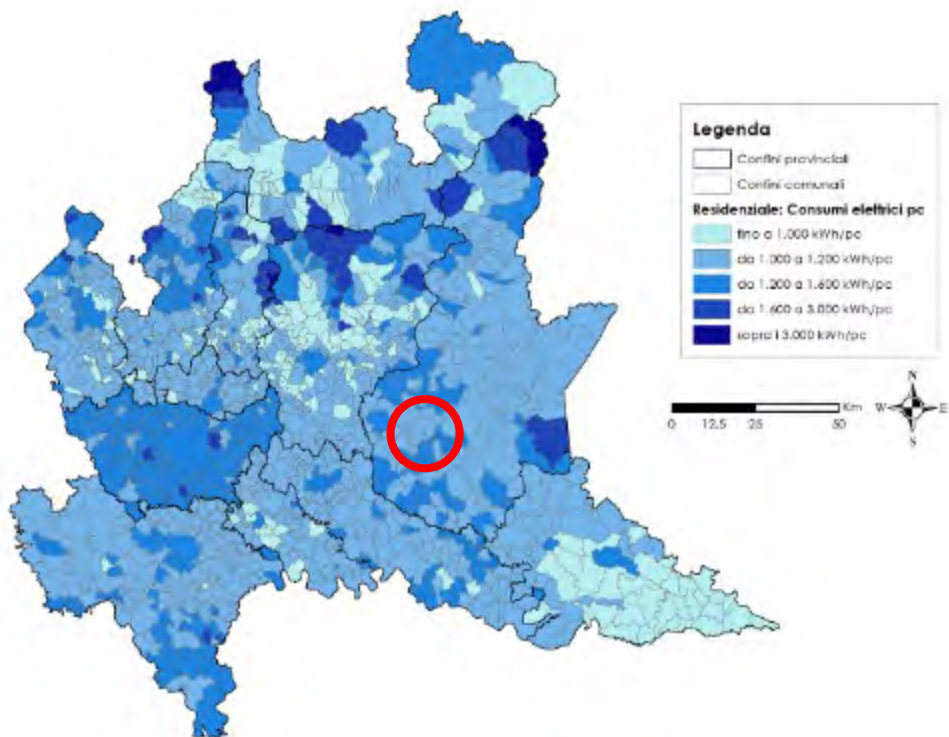 Legenda
Confini provinciali
Confini comunali
Residenziale: Consumi elettrici pc
fino a 1.000 kWh/pc
da 1.000 a 1.200 kWh/pc
da 1.200 a 1.600 kWh/pc
da 1.600 a 3.000 kWh/pc
sopra i 3.000 kWh/pc
N
Km W E
0 12,5 25 50
S